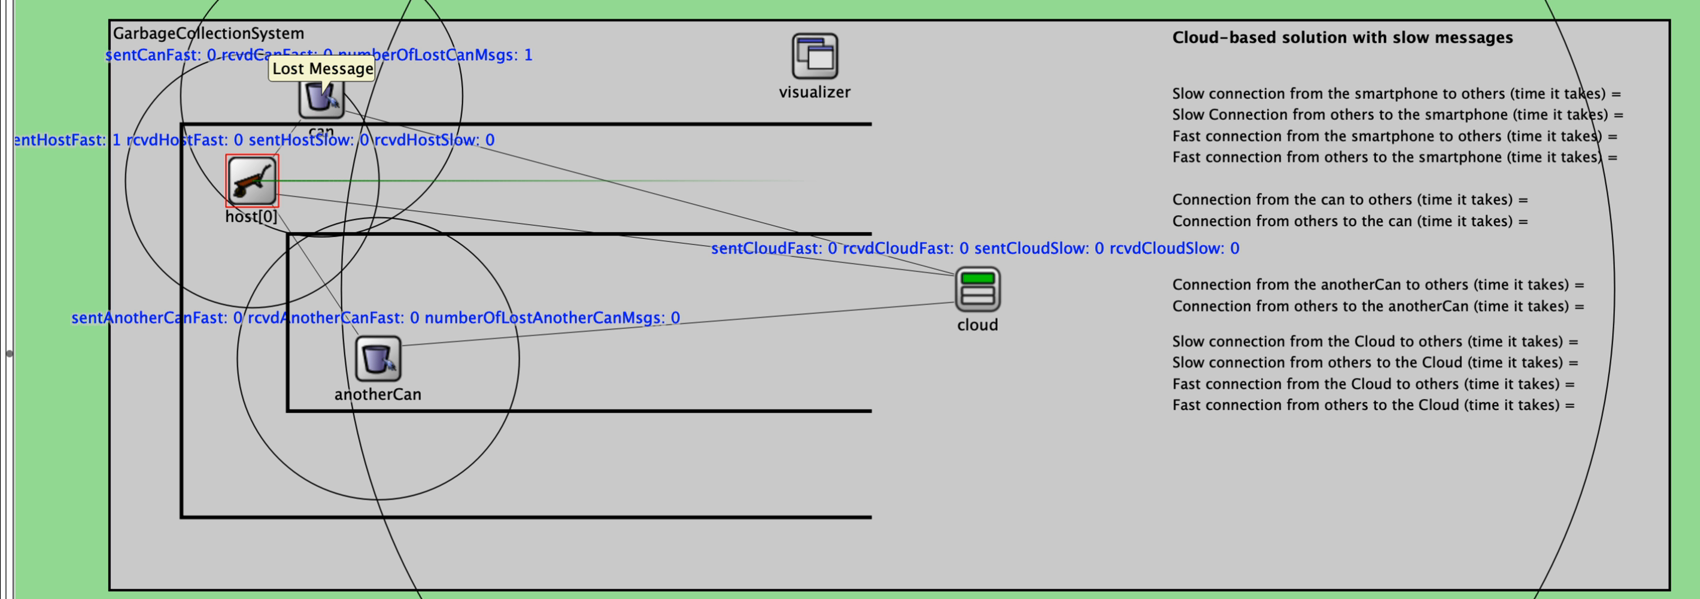 GarbageCollectionSystem
sentCanFast: 0 rcvdCanFast: 0 numberOfLostCanMsgs: 1
Lost Message
can
visualizer
entHostFast: 1 rcvdHostFast: 0 sentHostSlow: 0 rcvdHostSlow: 0
host[0]
sentCloudFast: 0 rcvdCloudFast: 0 sentCloudSlow: 0 rcvdCloudSlow: 0
cloud
sentAnotherCanFast: 0 rcvdAnotherCanFast: 0 numberOfLostAnotherCanMsgs: 0
anotherCan
Cloud-based solution with slow messages
Slow connection from the smartphone to others (time it takes) =
Slow Connection from others to the smartphone (time it takes) =
Fast connection from the smartphone to others (time it takes) =
Fast connection from others to the smartphone (time it takes) =
Connection from the can to others (time it takes) =
Connection from others to the can (time it takes) =
Connection from the anotherCan to others (time it takes) =
Connection from others to the anotherCan (time it takes) =
Slow connection from the Cloud to others (time it takes) =
Slow connection from others to the Cloud (time it takes) =
Fast connection from the Cloud to others (time it takes) =
Fast connection from others to the Cloud (time it takes) =